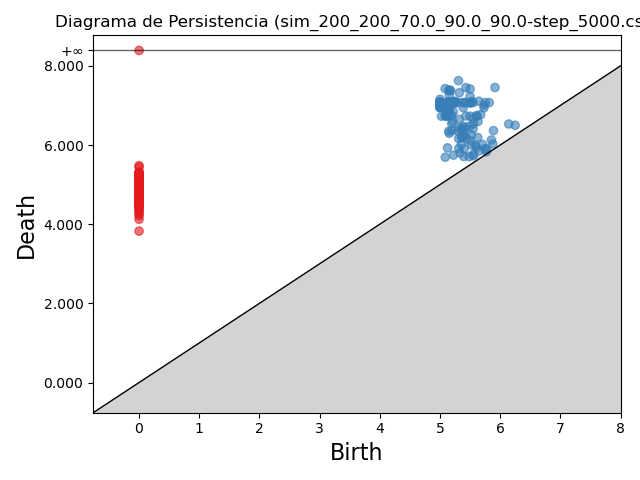 Diagrama de Persistencia (sim_200_200_70.0_90.0_90.0-step_5000.cs
+∞
8.000
6.000
4.000
2.000
0.000
Death
0 1 2 3 4 5 6 7 8
Birth